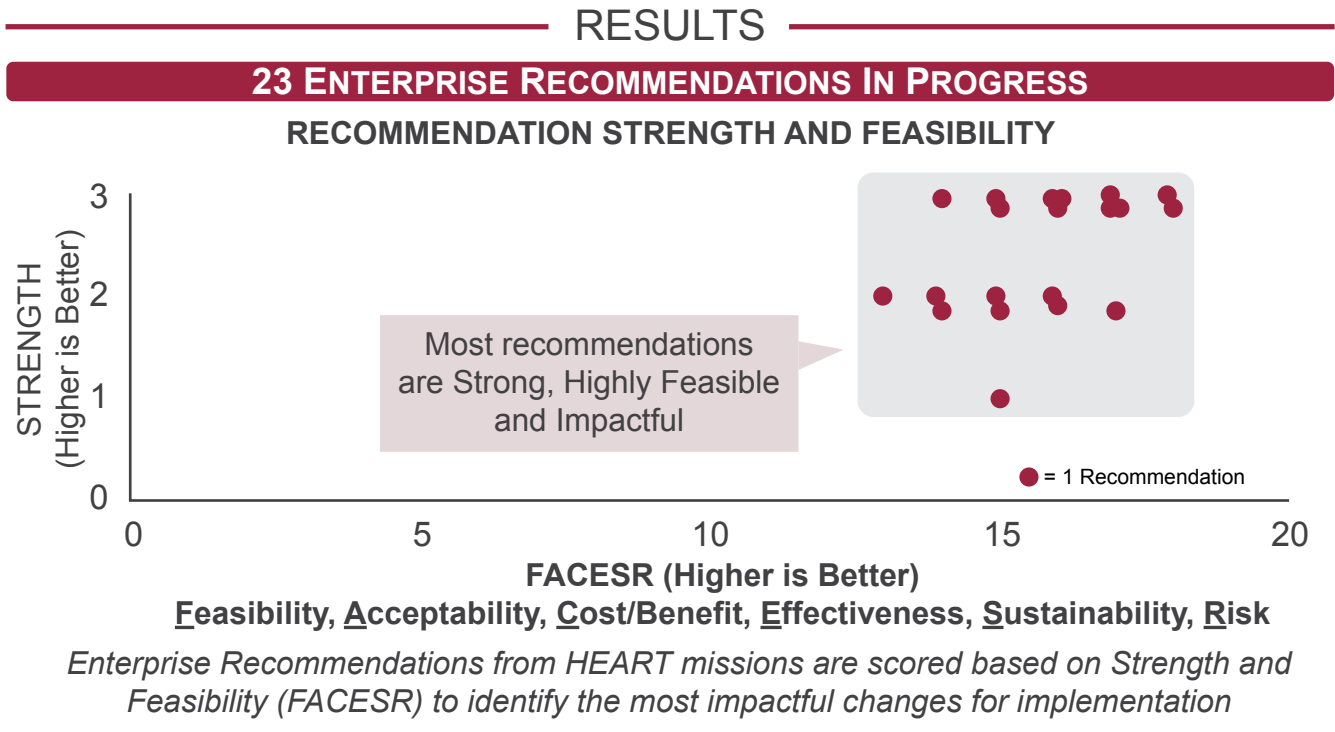 RESULTS
23 ENTERPRISE RECOMMENDATIONS IN PROGRESS
RECOMMENDATION STRENGTH AND FEASIBILITY
STRENGTH
(Higher is Better)
3
2
1
0
Most recommendations
are Strong, Highly Feasible
and Impactful
= 1 Recommendation
0 5 10 15 20
FACESR (Higher is Better)
Feasibility, Acceptability, Cost/Benefit, Effectiveness, Sustainability, Risk
Enterprise Recommendations from HEART missions are scored based on Strength and
Feasibility (FACESR) to identify the most impactful changes for implementation